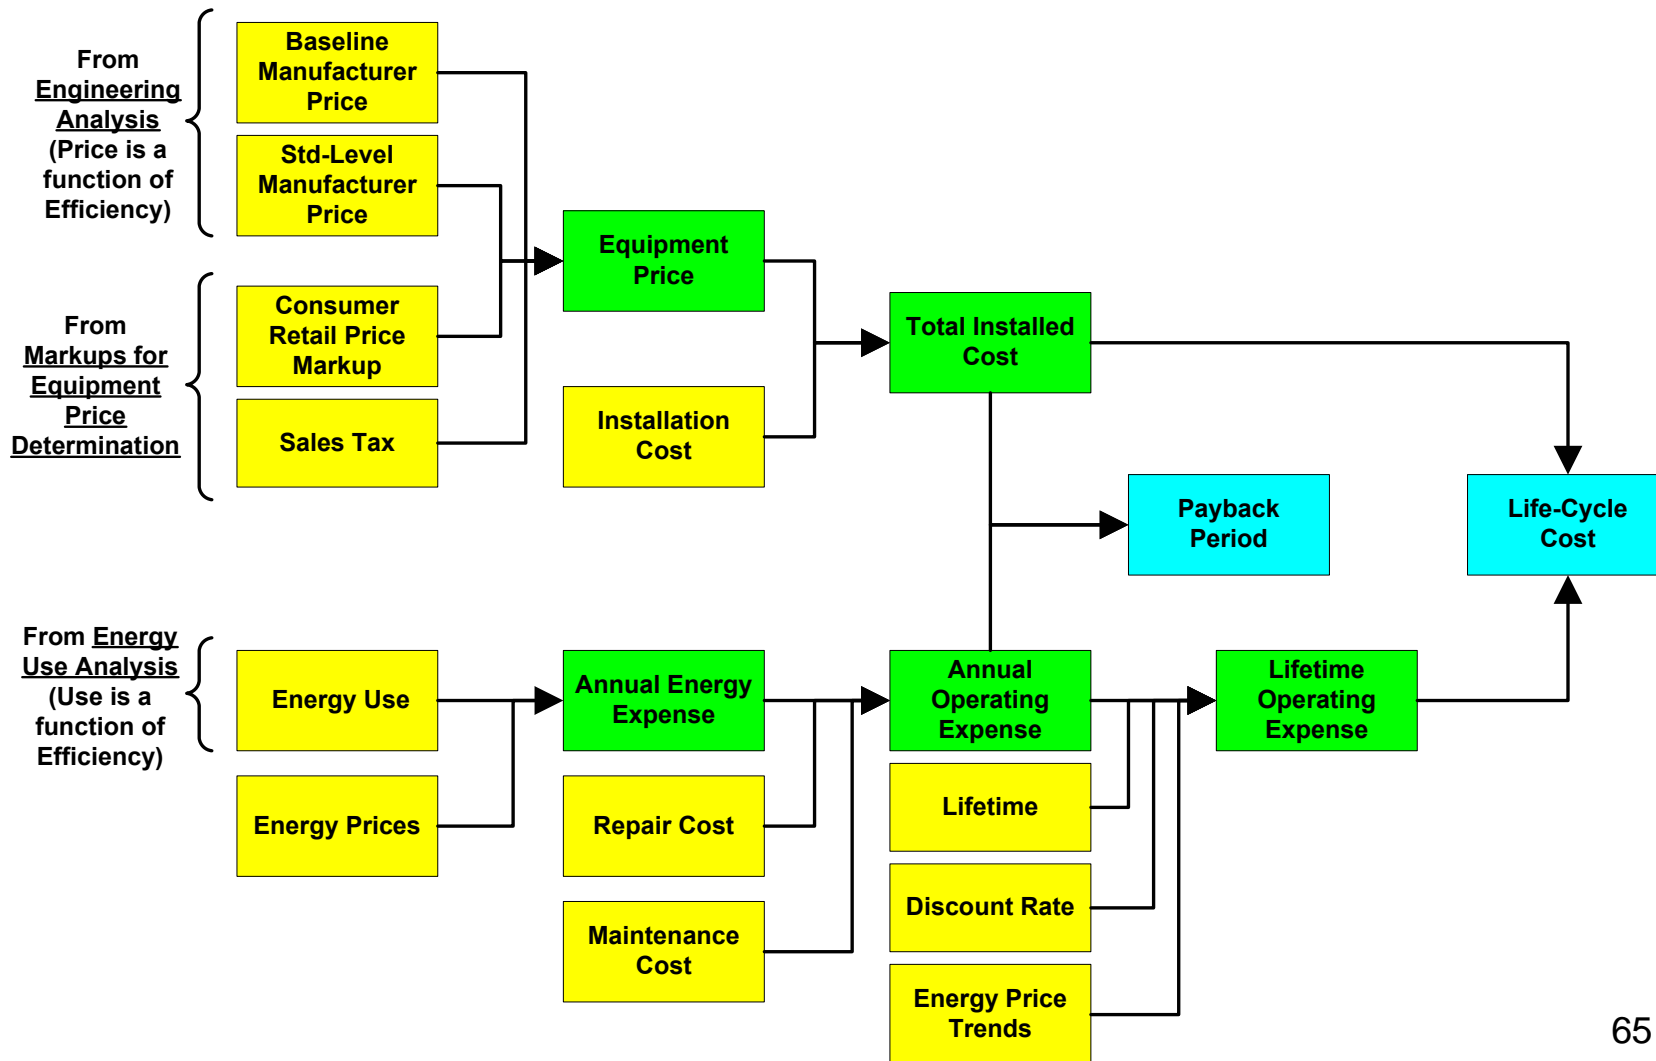 From
Engineering
Analysis
(Price is a
function of
Efficiency)
Baseline
Manufacturer
Price
Std-Level
Manufacturer
Price
From
Markups for
Equipment
Price
Determination
Consumer
Retail Price
Markup
Sales Tax
Equipment
Price
Installation
Cost
Total Installed
Cost
Payback
Period
Life-Cycle
Cost
From Energy
Use Analysis
(Use is a
function of
Efficiency)
Energy Use
Energy Prices
Annual Energy
Expense
Repair Cost
Maintenance
Cost
Annual
Operating
Expense
Lifetime
Discount Rate
Energy Price
Trends
Lifetime
Operating
Expense
65